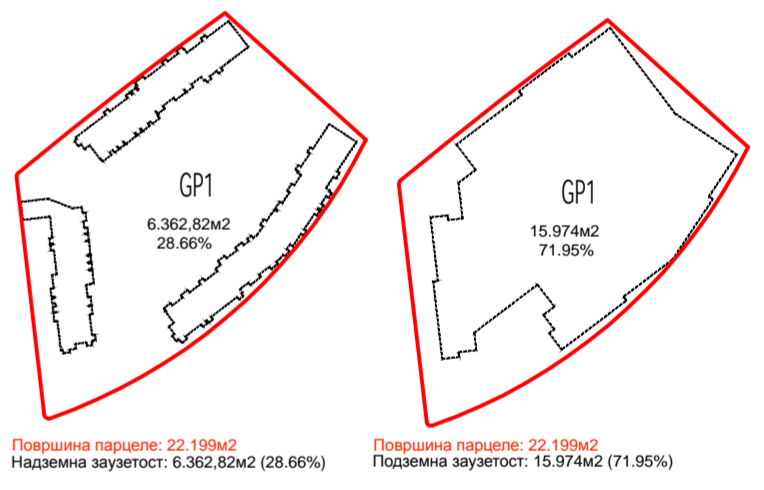 GP1
6.362,82м2
28.66%
GP1
15.974м2
71.95%
Површина парцеле: 22.199м2
Надземна заузетост: 6.362,82м2 (28.66%)
Површина парцеле: 22.199м2
Подземна заузетост: 15.974м2 (71.95%)